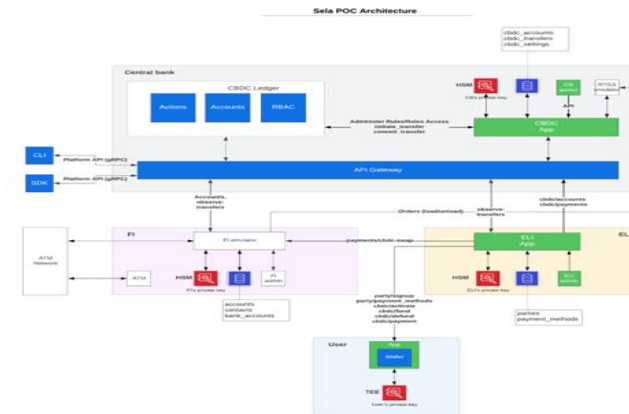 Sela POC Architecture
cbdc_accounts
cbdc_transfers
cbdc_settings
Central bank
CBDC Ledger
Actions
Accounts
RBAC
HSM
CB's private key
CB
admin
RTGS
emulator
API
Administer Rules/Roles Access
initiate_transfer
commit_transfer
CBDC
App
CLI
Platform API (gRPC)
API Gateway
SDK
Platform API (gRPC)
Accounts,
observe-
transfers
Orders (load/unload)
observe-
transfers
cbdc/accounts
cbdc/payments
FI
FI emulator
payments/cbdc-swap
ELI
App
ELI
ATM
Network
ATM
HSM
FI's private key
FI
admin
HSM
ELI's private key
ELI
admin
accounts
contacts
bank_accounts
parties
payment_methods
party/signup
party/payment_methods
cbdc/activate
cbdc/fund
cbdc/defund
cbdc/payment
User
App
Wallet
TEE
User's private key